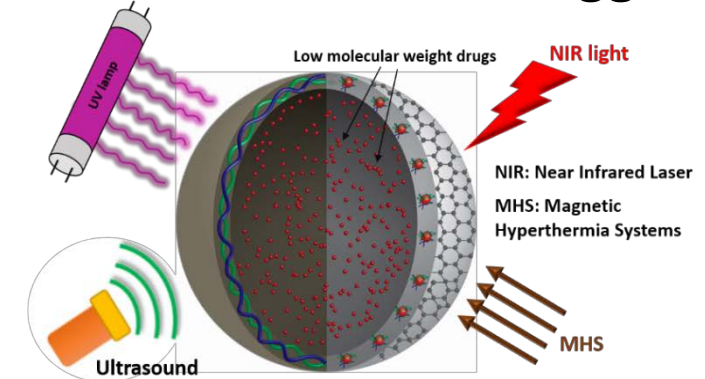 UV lamp
Low molecular weight drugs
NIR light
NIR: Near Infrared Laser
MHS: Magnetic
Hyperthermia Systems
Ultrasound
MHS